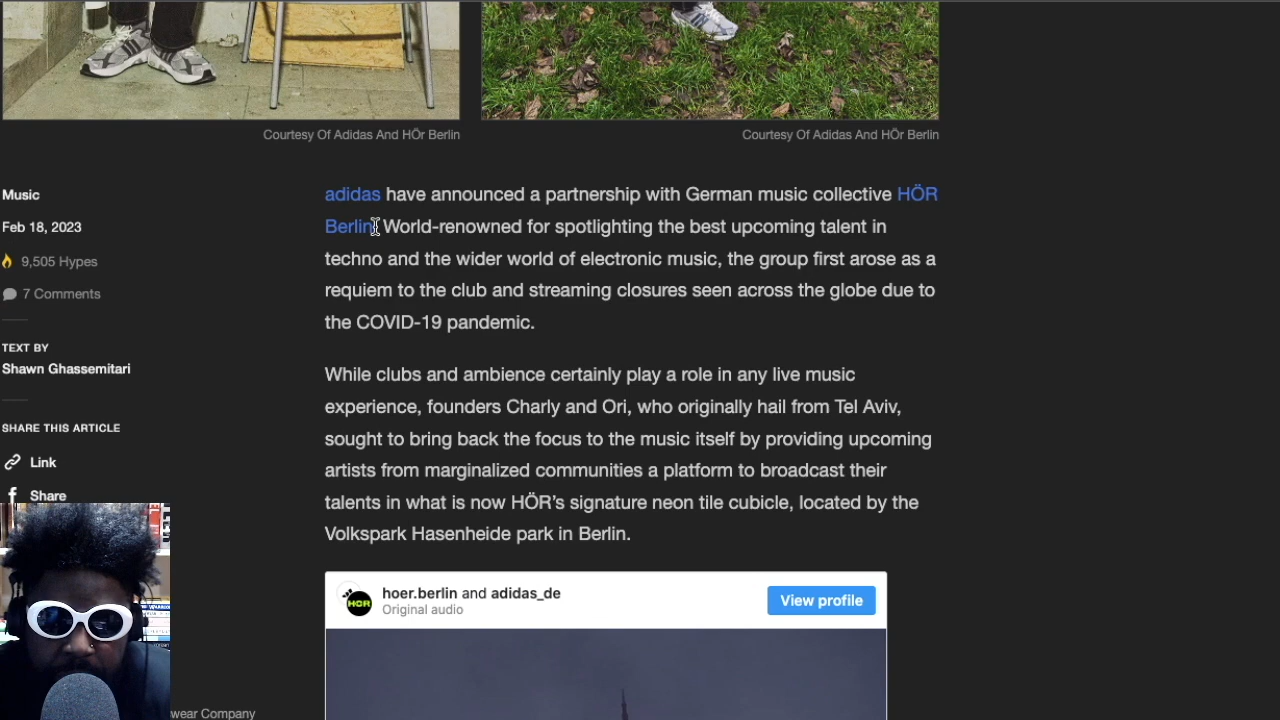 Courtesy Of Adidas And HÖr Berlin
Courtesy Of Adidas And HÖr Berlin
Music
Feb 18, 2023
9,505 Hypes
7 Comments
TEXT BY
Shawn Ghassemitari
SHARE THIS ARTICLE
Link
Share
adidas have announced a partnership with German music collective HÖR
Berlin. World-renowned for spotlighting the best upcoming talent in
techno and the wider world of electronic music, the group first arose as a
requiem to the club and streaming closures seen across the globe due to
the COVID-19 pandemic.
While clubs and ambience certainly play a role in any live music
experience, founders Charly and Ori, who originally hail from Tel Aviv,
sought to bring back the focus to the music itself by providing upcoming
artists from marginalized communities a platform to broadcast their
talents in what is now HÖR’s signature neon tile cubicle, located by the
Volkspark Hasenheide park in Berlin.
HÖR
hoer.berlin and adidas_de
Original audio
View profile
wear Company